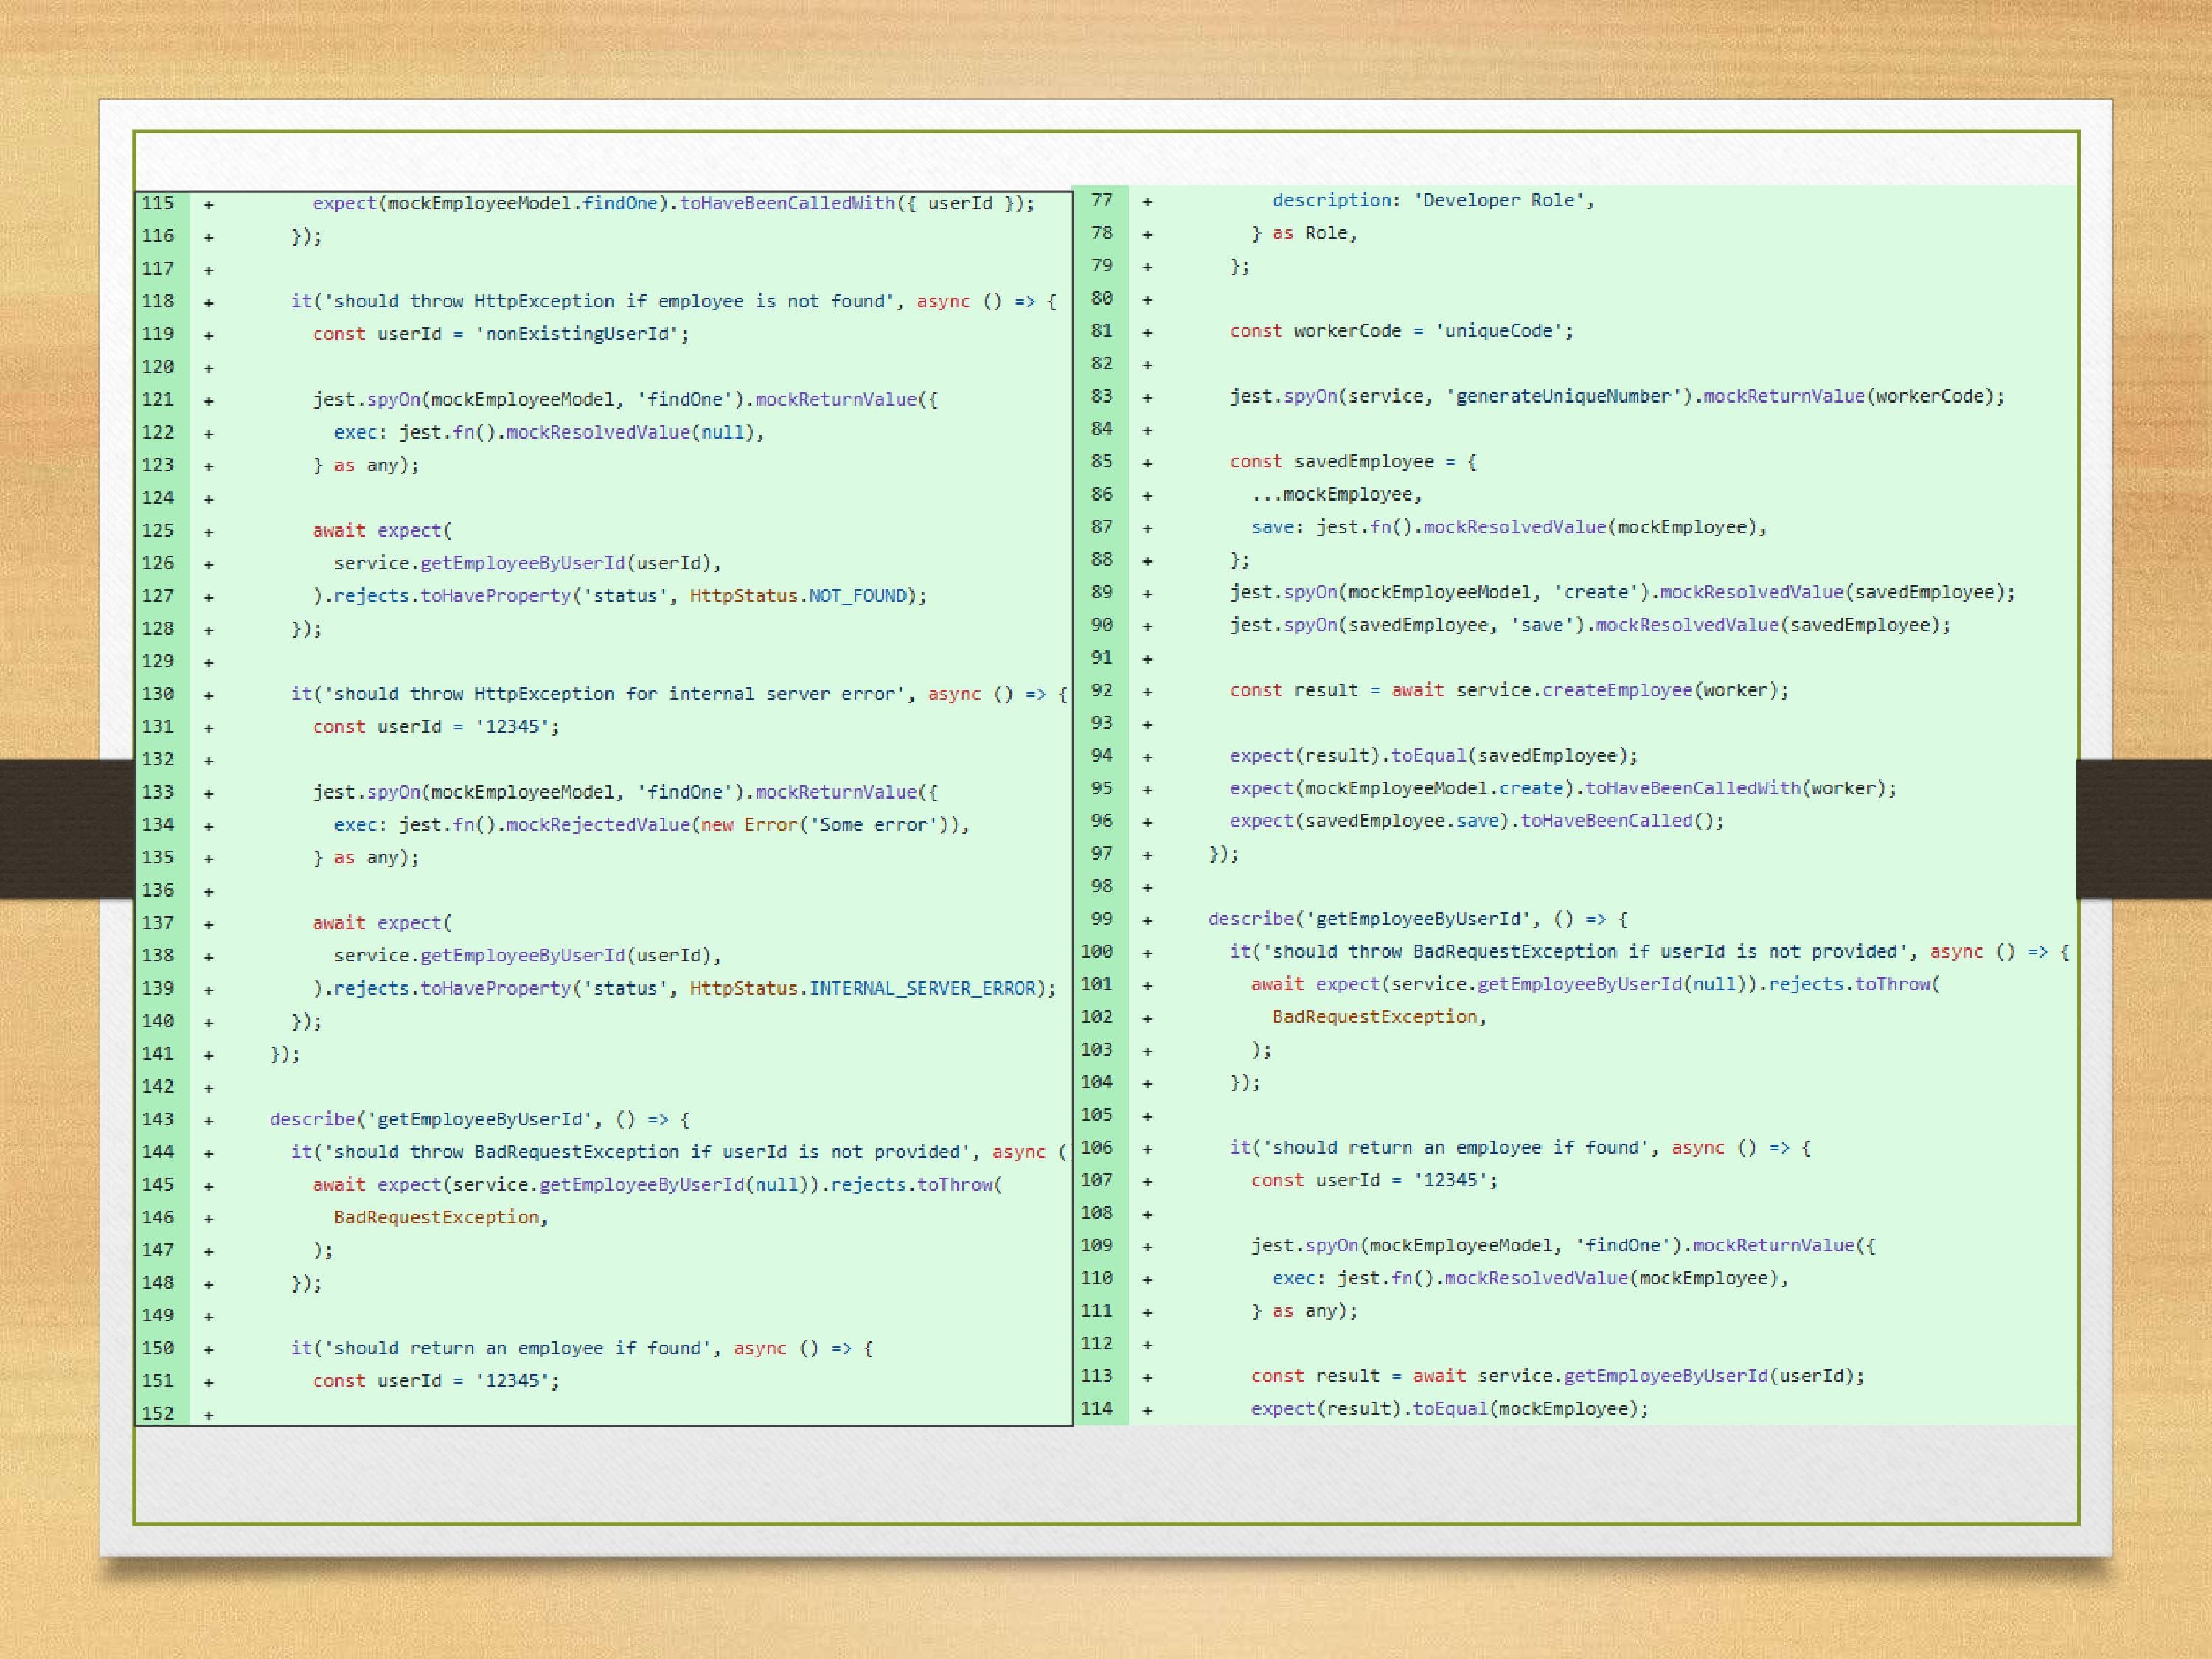 115 + expect(mockEmployeeModel.findOne).toHaveBeenCalledWith({ userId });
116 + });
117 +
118 + it('should throw HttpException if employee is not found', async () => {
119 + const userId = 'nonExistingUserId';
120 +
121 + jest.spyOn(mockEmployeeModel, 'findOne').mockReturnValue({
122 + exec: jest.fn().mockResolvedValue(null),
123 + } as any);
124 +
125 + await expect(
126 + service.getEmployeeByUserId(userId),
127 + ).rejects.toHaveProperty('status', HttpStatus.NOT_FOUND);
128 + });
129 +
130 + it('should throw HttpException for internal server error', async () => {
131 + const userId = '12345';
132 +
133 + jest.spyOn(mockEmployeeModel, 'findOne').mockReturnValue({
134 + exec: jest.fn().mockRejectedValue(new Error('Some error')),
135 + } as any);
136 +
137 + await expect(
138 + service.getEmployeeByUserId(userId),
139 + ).rejects.toHaveProperty('status', HttpStatus.INTERNAL_SERVER_ERROR);
140 + });
141 + });
142 +
143 + describe('getEmployeeByUserId', () => {
144 + it('should throw BadRequestException if userId is not provided', async (
145 + await expect(service.getEmployeeByUserId(null)).rejects.toThrow(
146 + BadRequestException,
147 + );
148 + });
149 +
150 + it('should return an employee if found', async () => {
151 + const userId = '12345';
152 +
77 + description: 'Developer Role',
78 + } as Role,
79 + };
80 +
81 + const workerCode = 'uniqueCode';
82 +
83 + jest.spyOn(service, 'generateUniqueNumber').mockReturnValue(workerCode);
84 +
85 + const savedEmployee = {
86 + ...mockEmployee,
87 + save: jest.fn().mockResolvedValue(mockEmployee),
88 + };
89 + jest.spyOn(mockEmployeeModel, 'create').mockResolvedValue(savedEmployee);
90 + jest.spyOn(savedEmployee, 'save').mockResolvedValue(savedEmployee);
91 +
92 + const result = await service.createEmployee(worker);
93 +
94 + expect(result).toEqual(savedEmployee);
95 + expect(mockEmployeeModel.create).toHaveBeenCalledWith(worker);
96 + expect(savedEmployee.save).toHaveBeenCalled();
97 + });
98 +
99 + describe('getEmployeeByUserId', () => {
100 + it('should throw BadRequestException if userId is not provided', async () => {
101 + await expect(service.getEmployeeByUserId(null)).rejects.toThrow(
102 + BadRequestException,
103 + );
104 + });
105 +
106 + it('should return an employee if found', async () => {
107 + const userId = '12345';
108 +
109 + jest.spyOn(mockEmployeeModel, 'findOne').mockReturnValue({
110 + exec: jest.fn().mockResolvedValue(mockEmployee),
111 + } as any);
112 +
113 + const result = await service.getEmployeeByUserId(userId);
114 + expect(result).toEqual(mockEmployee);